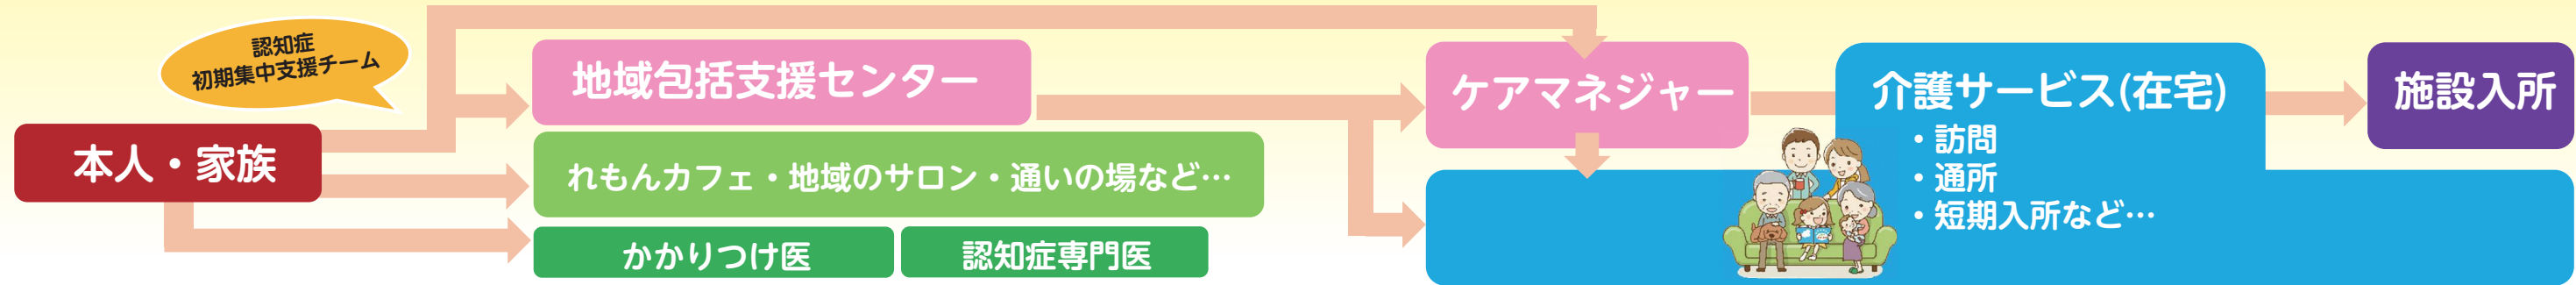 認知症
初期集中支援チーム
本人・家族
地域包括支援センター
れもんカフェ・地域のサロン・通いの場など…
かかりつけ医
認知症専門医
ケアマネジャー
介護サービス(在宅)
・訪問
・通所
・短期入所など…
施設入所